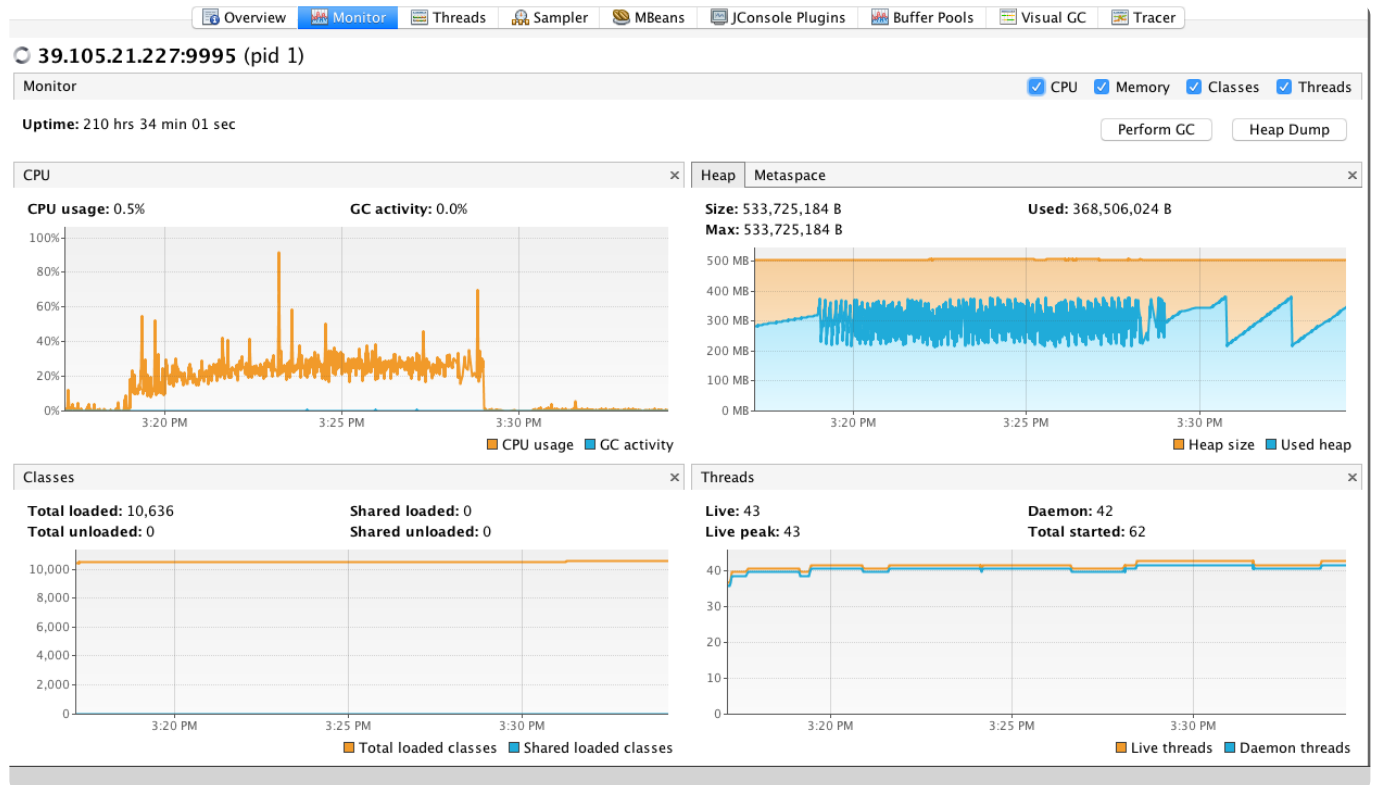 Overview Monitor Threads Sampler MBeans JConsole Plugins Buffer Pools Visual GC Tracer
39.105.21.227:9995 (pid 1)
Monitor CPU Memory Classes Threads
Uptime: 210 hrs 34 min 01 sec
Perform GC Heap Dump
CPU ×
CPU usage: 0.5% GC activity: 0.0%
100%
80%
60%
40%
20%
0%
3:20 PM 3:25 PM 3:30 PM
CPU usage GC activity
Heap Metaspace ×
Size: 533,725,184 B Used: 368,506,024 B
Max: 533,725,184 B
500 MB
400 MB
300 MB
200 MB
100 MB
0 MB
3:20 PM 3:25 PM 3:30 PM
Heap size Used heap
Classes ×
Total loaded: 10,636 Shared loaded: 0
Total unloaded: 0 Shared unloaded: 0
10,000
8,000
6,000
4,000
2,000
0
3:20 PM 3:25 PM 3:30 PM
Total loaded classes Shared loaded classes
Threads ×
Live: 43 Daemon: 42
Live peak: 43 Total started: 62
40
30
20
10
0
3:20 PM 3:25 PM 3:30 PM
Live threads Daemon threads